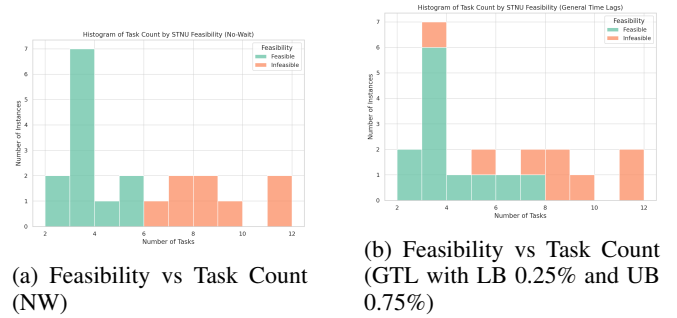 Histogram of Task Count by STNU Feasibility (No-Wait)
Feasibility
Feasible
Infeasible
Number of Instances
7
6
5
4
3
2
1
0
2 4 6 8 10 12
Number of Tasks
(a) Feasibility vs Task Count
(NW)
Histogram of Task Count by STNU Feasibility (General Time Lags)
Feasibility
Feasible
Infeasible
Number of Instances
7
6
5
4
3
2
1
0
2 4 6 8 10 12
Number of Tasks
(b) Feasibility vs Task Count
(GTL with LB 0.25% and UB
0.75%)